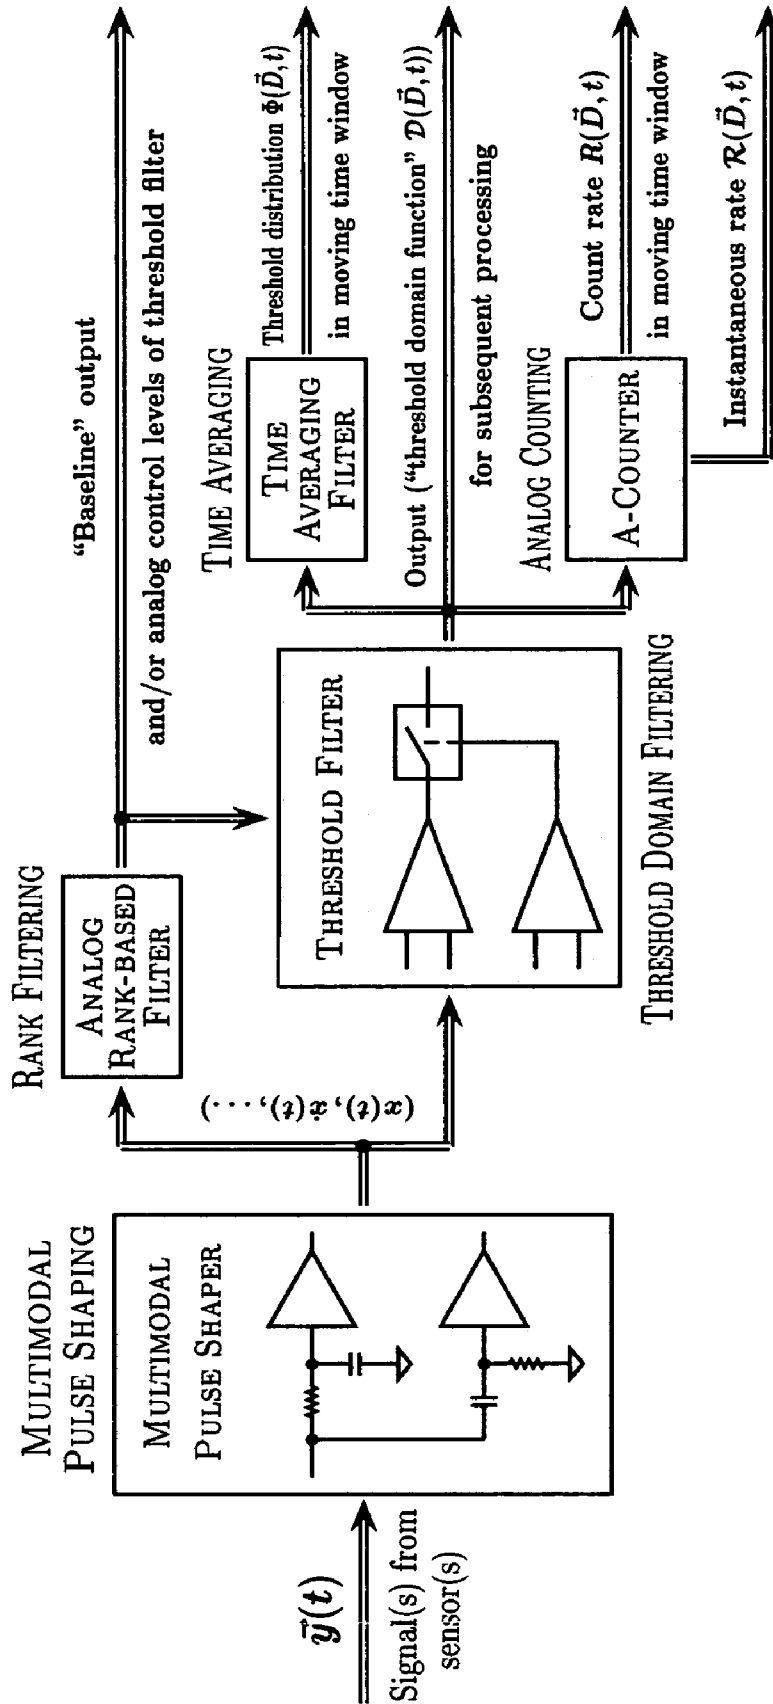 y⃗(t)
Signal(s) from
sensor(s)
MULTIMODAL
PULSE SHAPING
MULTIMODAL
PULSE SHAPER
(x(t), ẋ(t), ...)
RANK FILTERING
ANALOG
RANK-BASED
FILTER
"Baseline" output
and/or analog control levels of threshold filter
THRESHOLD FILTER
THRESHOLD DOMAIN FILTERING
TIME AVERAGING
TIME
AVERAGING
FILTER
Threshold distribution Φ(D⃗, t)
in moving time window
Output ("threshold domain function" 𝒟(D⃗, t))
for subsequent processing
ANALOG COUNTING
A-COUNTER
Count rate R(D⃗, t)
in moving time window
Instantaneous rate ℛ(D⃗, t)